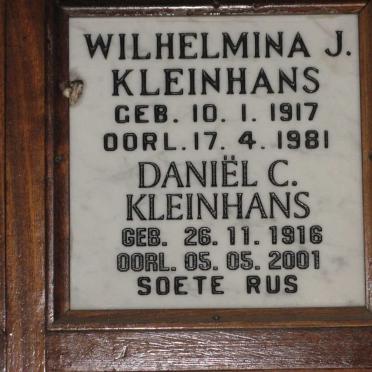 WILHELMINA J.
KLEINHANS
GEB. 10. 1. 1917
OORL. 17. 4. 1981
DANIËL C.
KLEINHANS
GEB. 26. 11. 1916
OORL. 05. 05. 2001
SOETE RUS